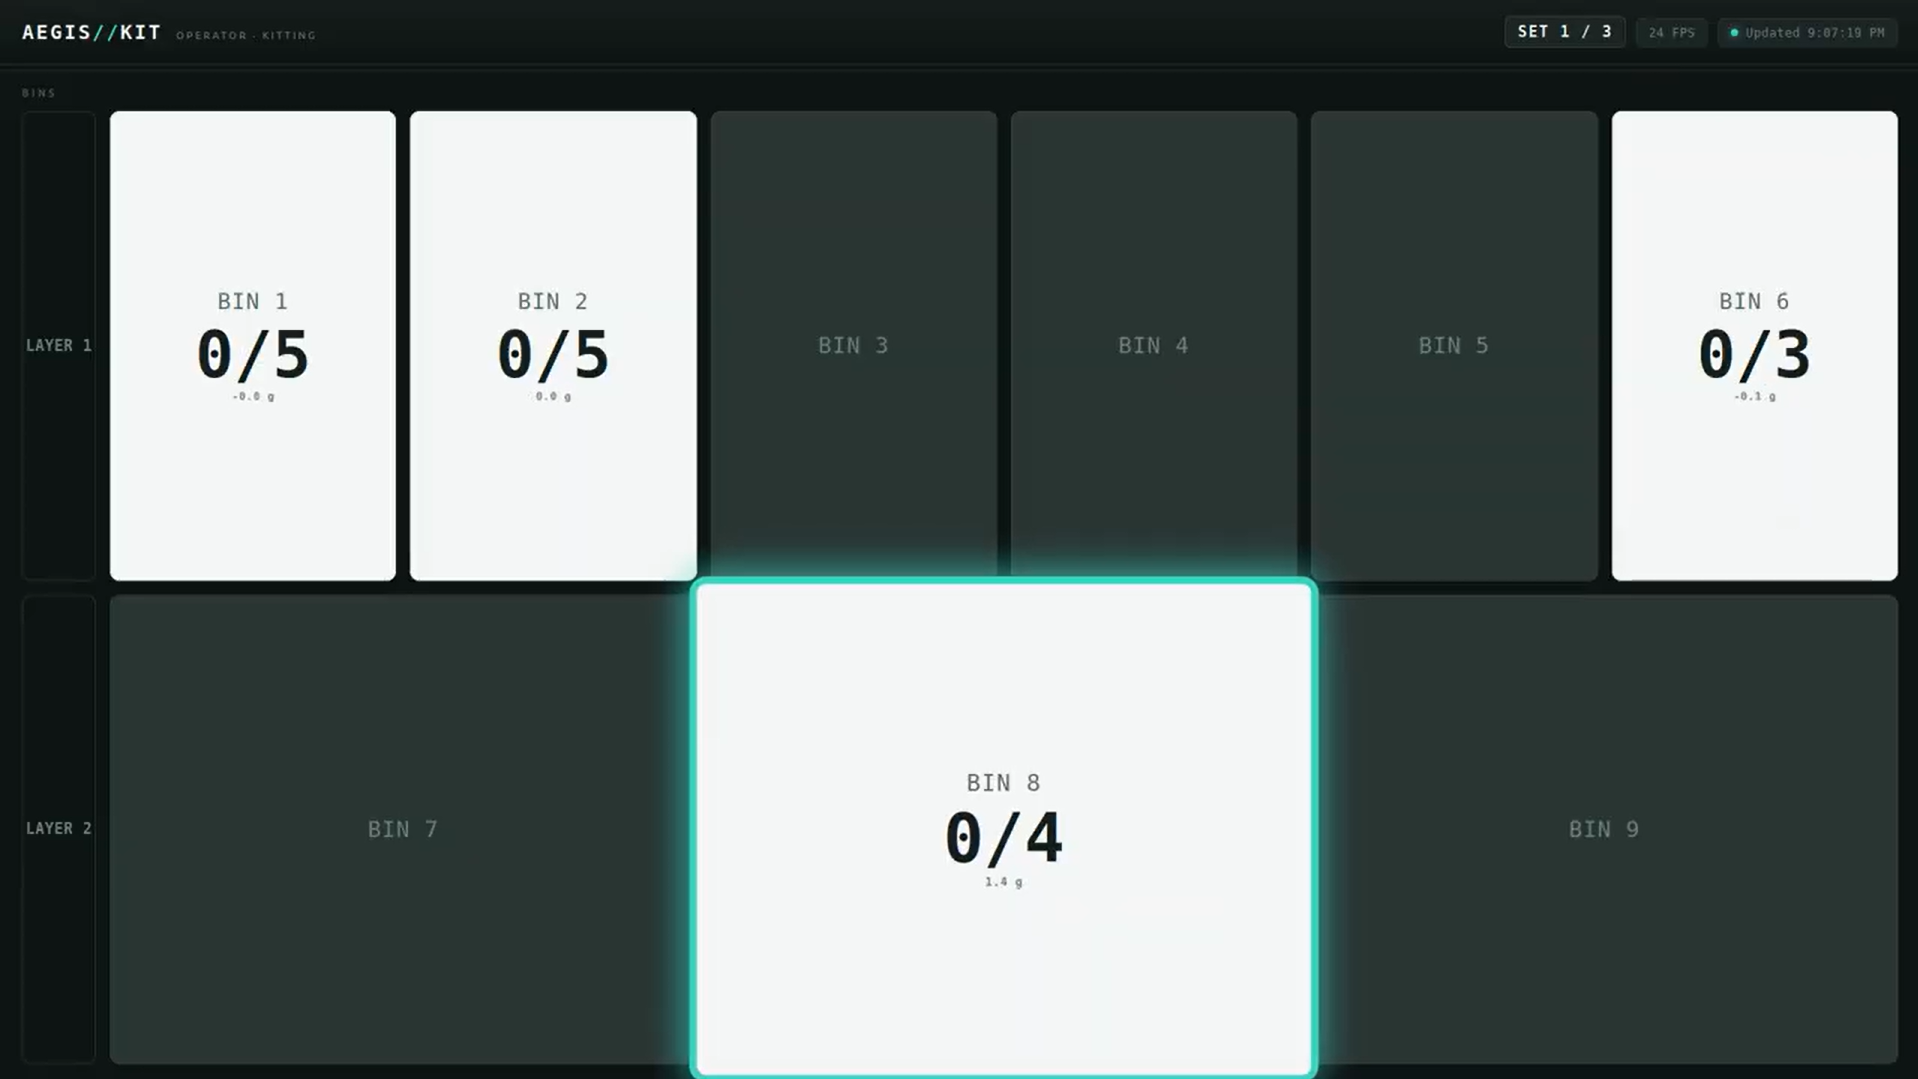 AEGIS//KIT OPERATOR · KITTING SET 1 / 3 24 FPS Updated 9:07:19 PM
BINS
LAYER 1
BIN 1
0/5
-0.0 g
BIN 2
0/5
0.0 g
BIN 3
BIN 4
BIN 5
BIN 6
0/3
-0.1 g
LAYER 2
BIN 7
BIN 8
0/4
1.4 g
BIN 9